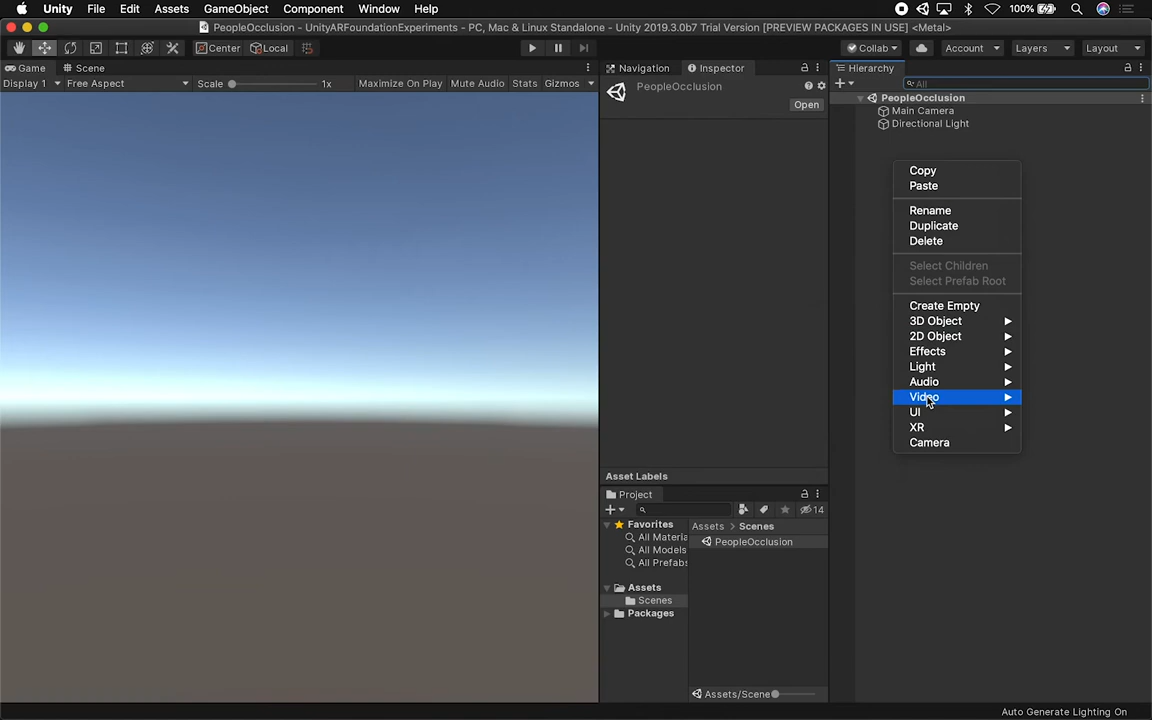 Unity File Edit Assets GameObject Component Window Help 100%
PeopleOcclusion - UnityARFoundationExperiments - PC, Mac & Linux Standalone - Unity 2019.3.0b7 Trial Version [PREVIEW PACKAGES IN USE] <Metal>
Center Local Collab Account Layers Layout
Game Scene
Display 1 Free Aspect Scale 1x Maximize On Play Mute Audio Stats Gizmos
Navigation Inspector
PeopleOcclusion
Open
Asset Labels
Project
14
Favorites
All Materia
All Models
All Prefabs
Assets
Scenes
Packages
Assets > Scenes
PeopleOcclusion
Assets/Scene
Hierarchy
All
PeopleOcclusion
Main Camera
Directional Light
Copy
Paste
Rename
Duplicate
Delete
Select Children
Select Prefab Root
Create Empty
3D Object
2D Object
Effects
Light
Audio
Video
UI
XR
Camera
Auto Generate Lighting On